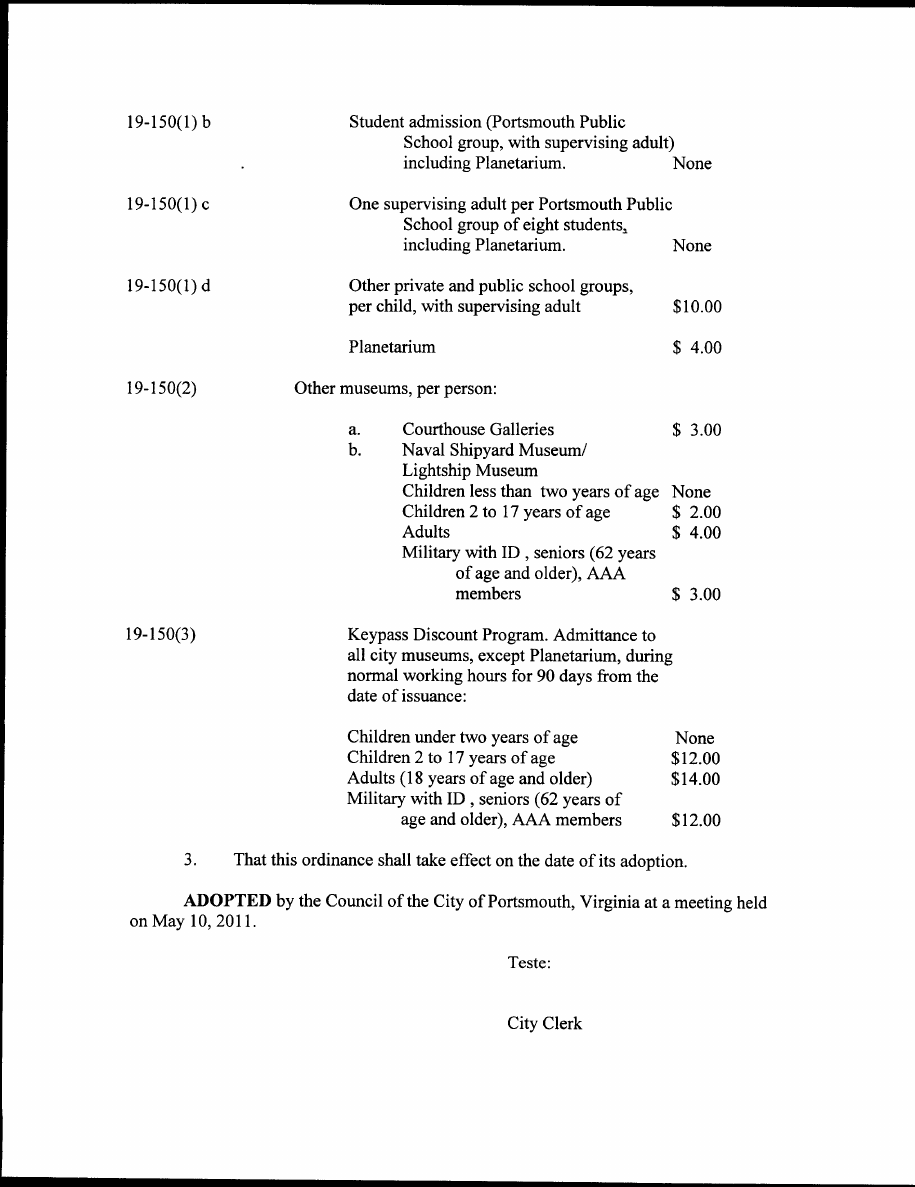 19-150(1) b Student admission (Portsmouth Public
School group, with supervising adult)
including Planetarium. None
19-150(1) c One supervising adult per Portsmouth Public
School group of eight students,
including Planetarium. None
19-150(1) d Other private and public school groups,
per child, with supervising adult $10.00
Planetarium $ 4.00
19-150(2) Other museums, per person:
a. Courthouse Galleries $ 3.00
b. Naval Shipyard Museum/
Lightship Museum
Children less than two years of age None
Children 2 to 17 years of age $ 2.00
Adults $ 4.00
Military with ID , seniors (62 years
of age and older), AAA
members $ 3.00
19-150(3) Keypass Discount Program. Admittance to
all city museums, except Planetarium, during
normal working hours for 90 days from the
date of issuance:
Children under two years of age None
Children 2 to 17 years of age $12.00
Adults (18 years of age and older) $14.00
Military with ID , seniors (62 years of
age and older), AAA members $12.00
3. That this ordinance shall take effect on the date of its adoption.
ADOPTED by the Council of the City of Portsmouth, Virginia at a meeting held
on May 10, 2011.
Teste:
City Clerk